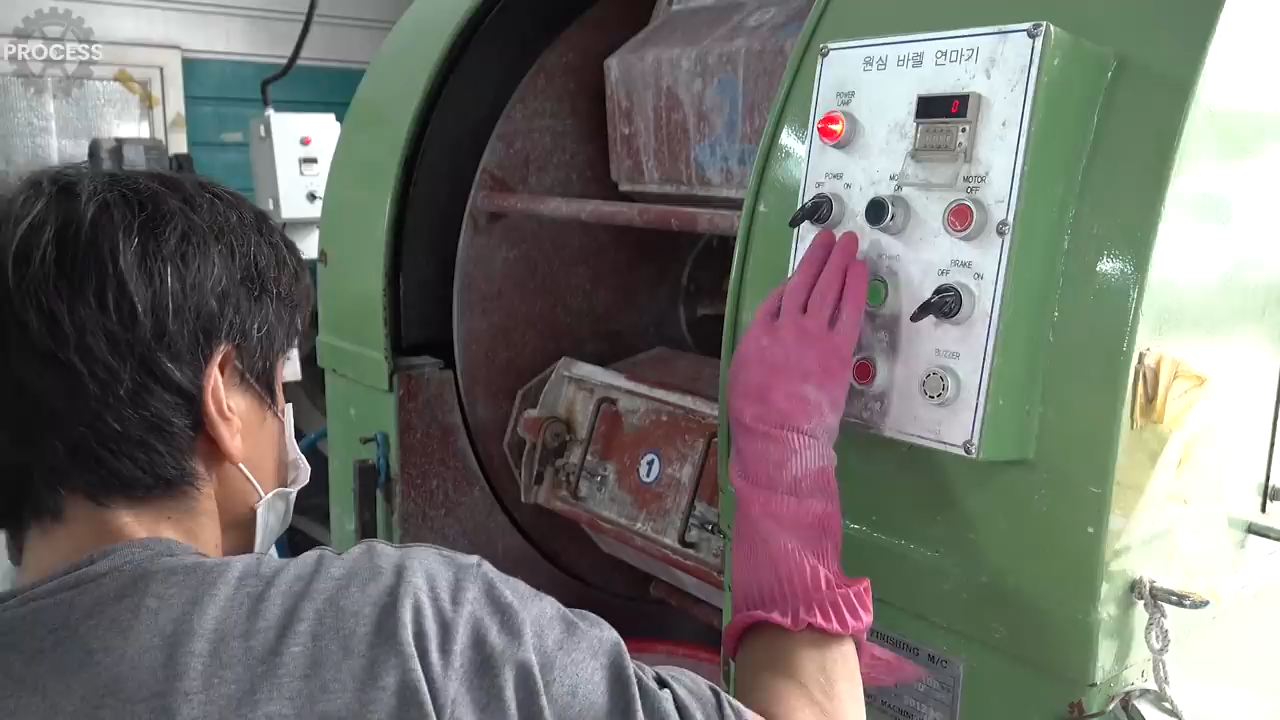 PROCESS
원심 바렐 연마기
POWER
LAMP
0
POWER
OFF
ON
ON
MOTOR
OFF
BRAKE
OFF
ON
BUZZER
1
FINISHING M/C